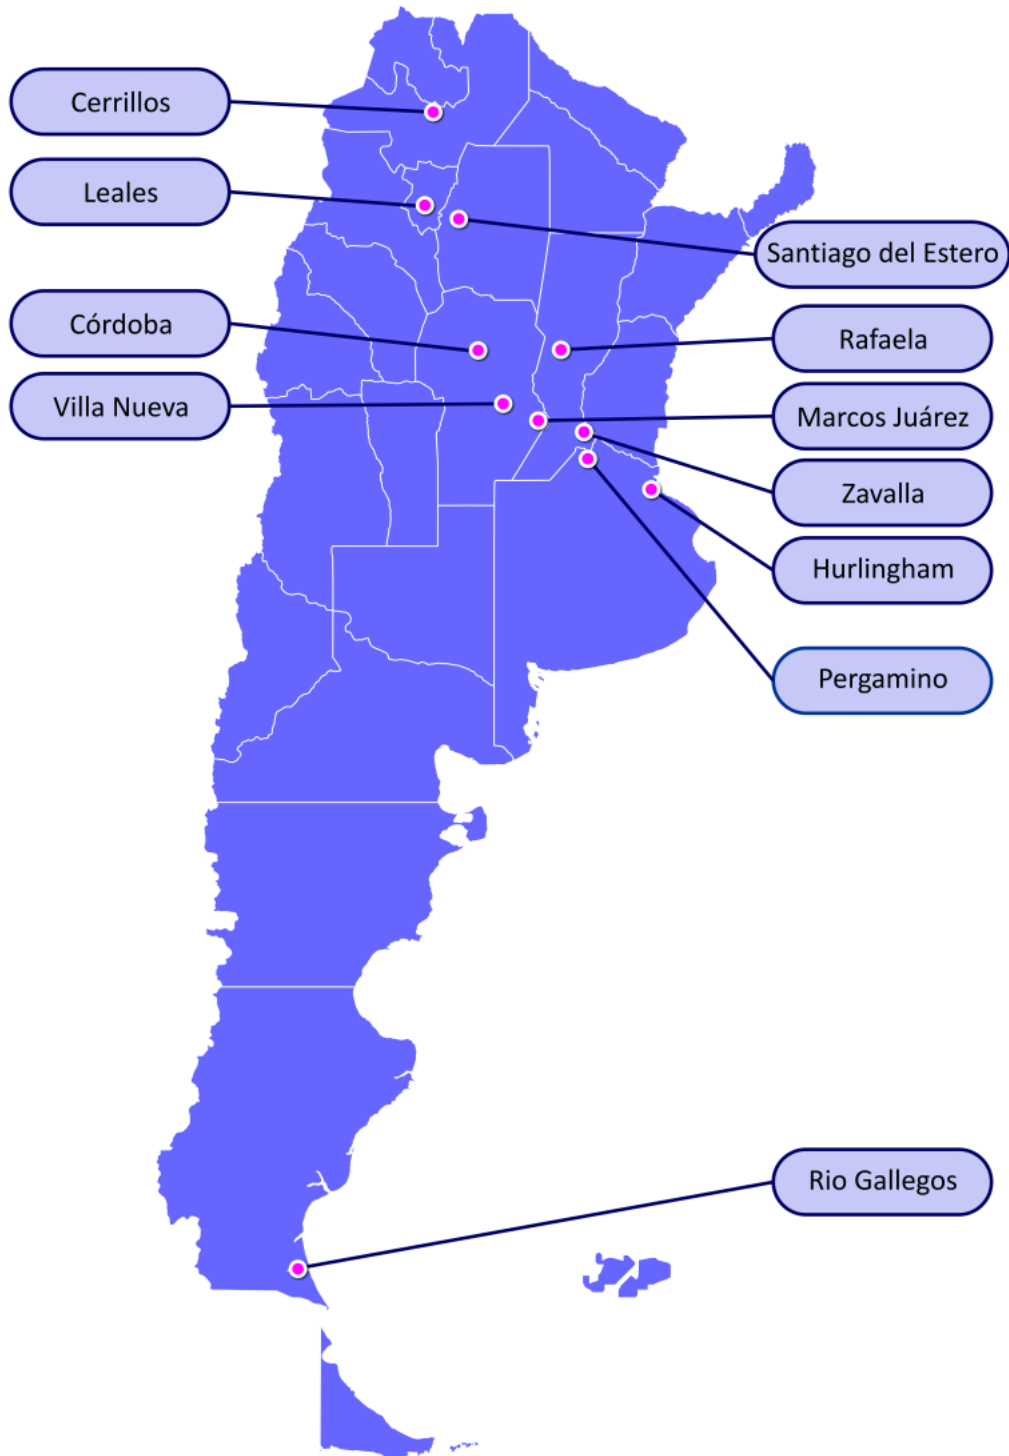 Cerrillos
Leales
Santiago del Estero
Córdoba
Rafaela
Villa Nueva
Marcos Juárez
Zavalla
Hurlingham
Pergamino
Rio Gallegos